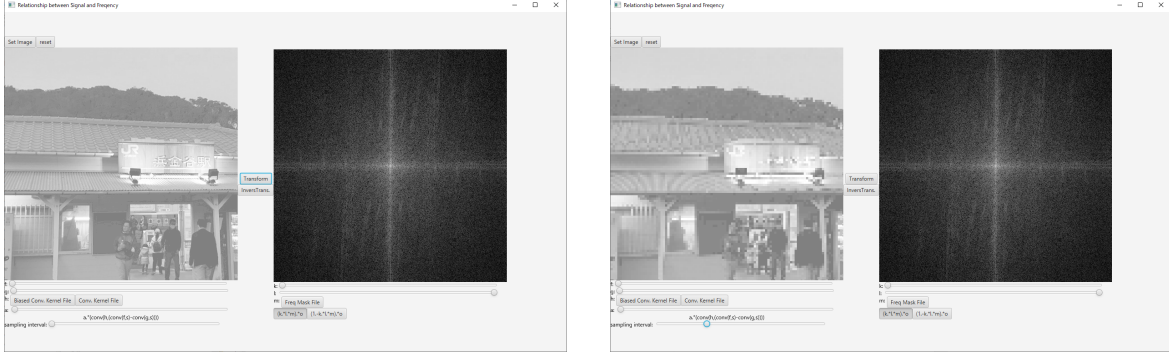 Relationship between Signal and Freqency
Set Image reset
JR
Transform
InversTrans.
f:
g:
h: Biased Conv. Kernel File Conv. Kernel File
a:
a.*(conv(h,(conv(f,s)-conv(g,s))))
sampling interval:
k:
l:
m: Freq Mask File
(k.*l.*m).*o (1.-k.*l.*m).*o
Relationship between Signal and Freqency
Set Image reset
Transform
InversTrans.
h: Biased Conv. Kernel File Conv. Kernel File
a:
a.*(conv(h,(conv(f,s)-conv(g,s))))
sampling interval:
k:
l:
m: Freq Mask File
(k.*l.*m).*o (1.-k.*l.*m).*o